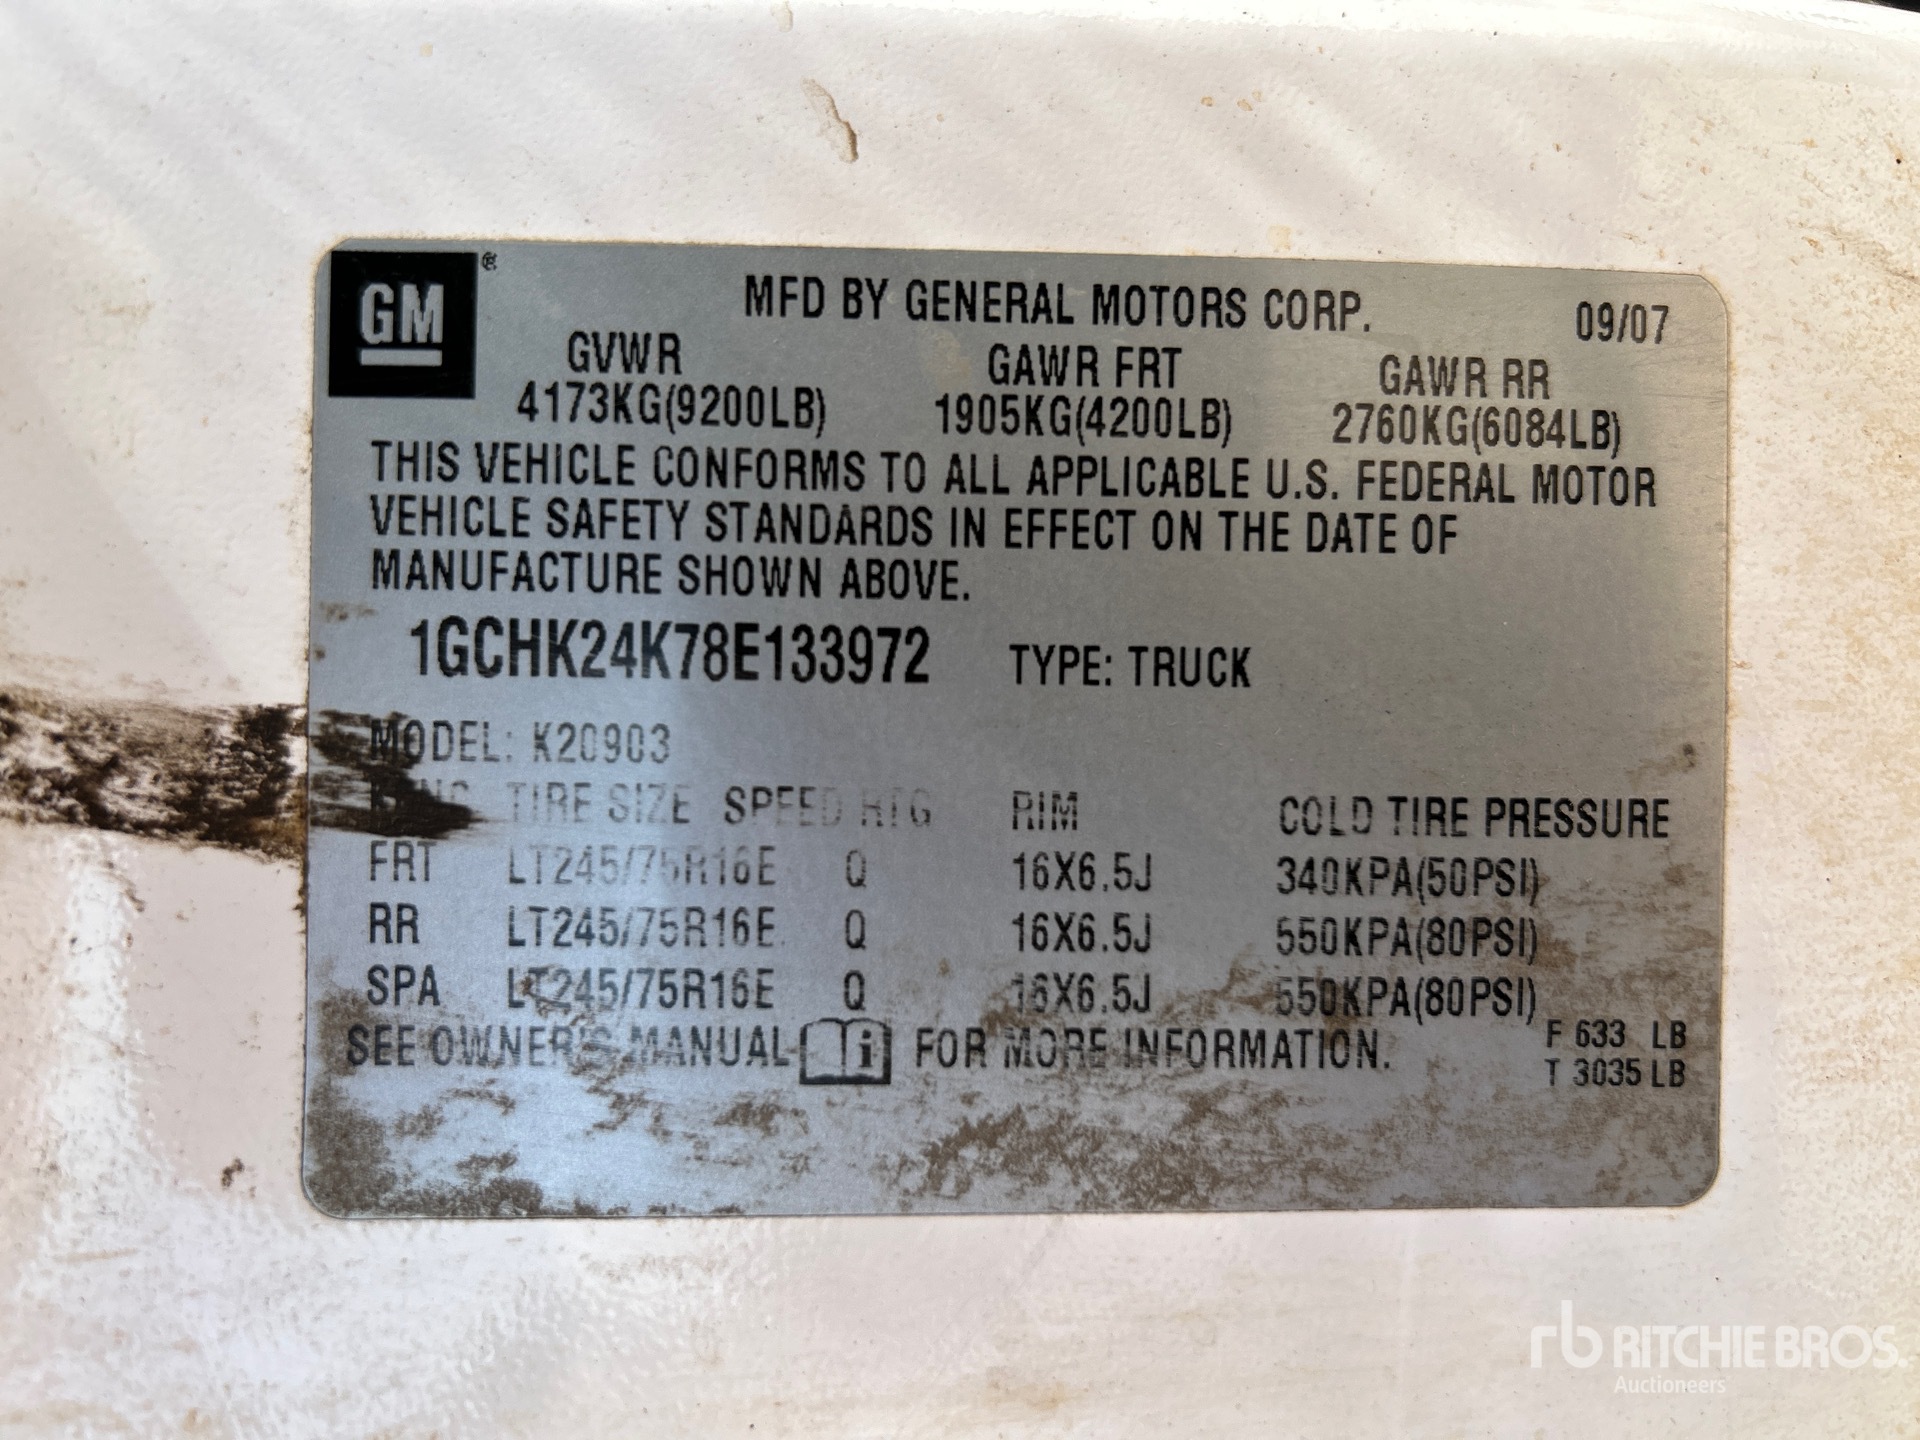 GM®
MFD BY GENERAL MOTORS CORP. 09/07
GVWR GAWR FRT GAWR RR
4173KG(9200LB) 1905KG(4200LB) 2760KG(6084LB)
THIS VEHICLE CONFORMS TO ALL APPLICABLE U.S. FEDERAL MOTOR
VEHICLE SAFETY STANDARDS IN EFFECT ON THE DATE OF
MANUFACTURE SHOWN ABOVE.
1GCHK24K78E133972 TYPE: TRUCK
MODEL: K20903
TIRE SIZE SPEED RTG RIM COLD TIRE PRESSURE
FRT LT245/75R16E Q 16X6.5J 340KPA(50PSI)
RR LT245/75R16E Q 16X6.5J 550KPA(80PSI)
SPA LT245/75R16E Q 16X6.5J 550KPA(80PSI)
SEE OWNER'S MANUAL i FOR MORE INFORMATION.
F 633 LB
T 3035 LB
rb RITCHIE BROS.
Auctioneers